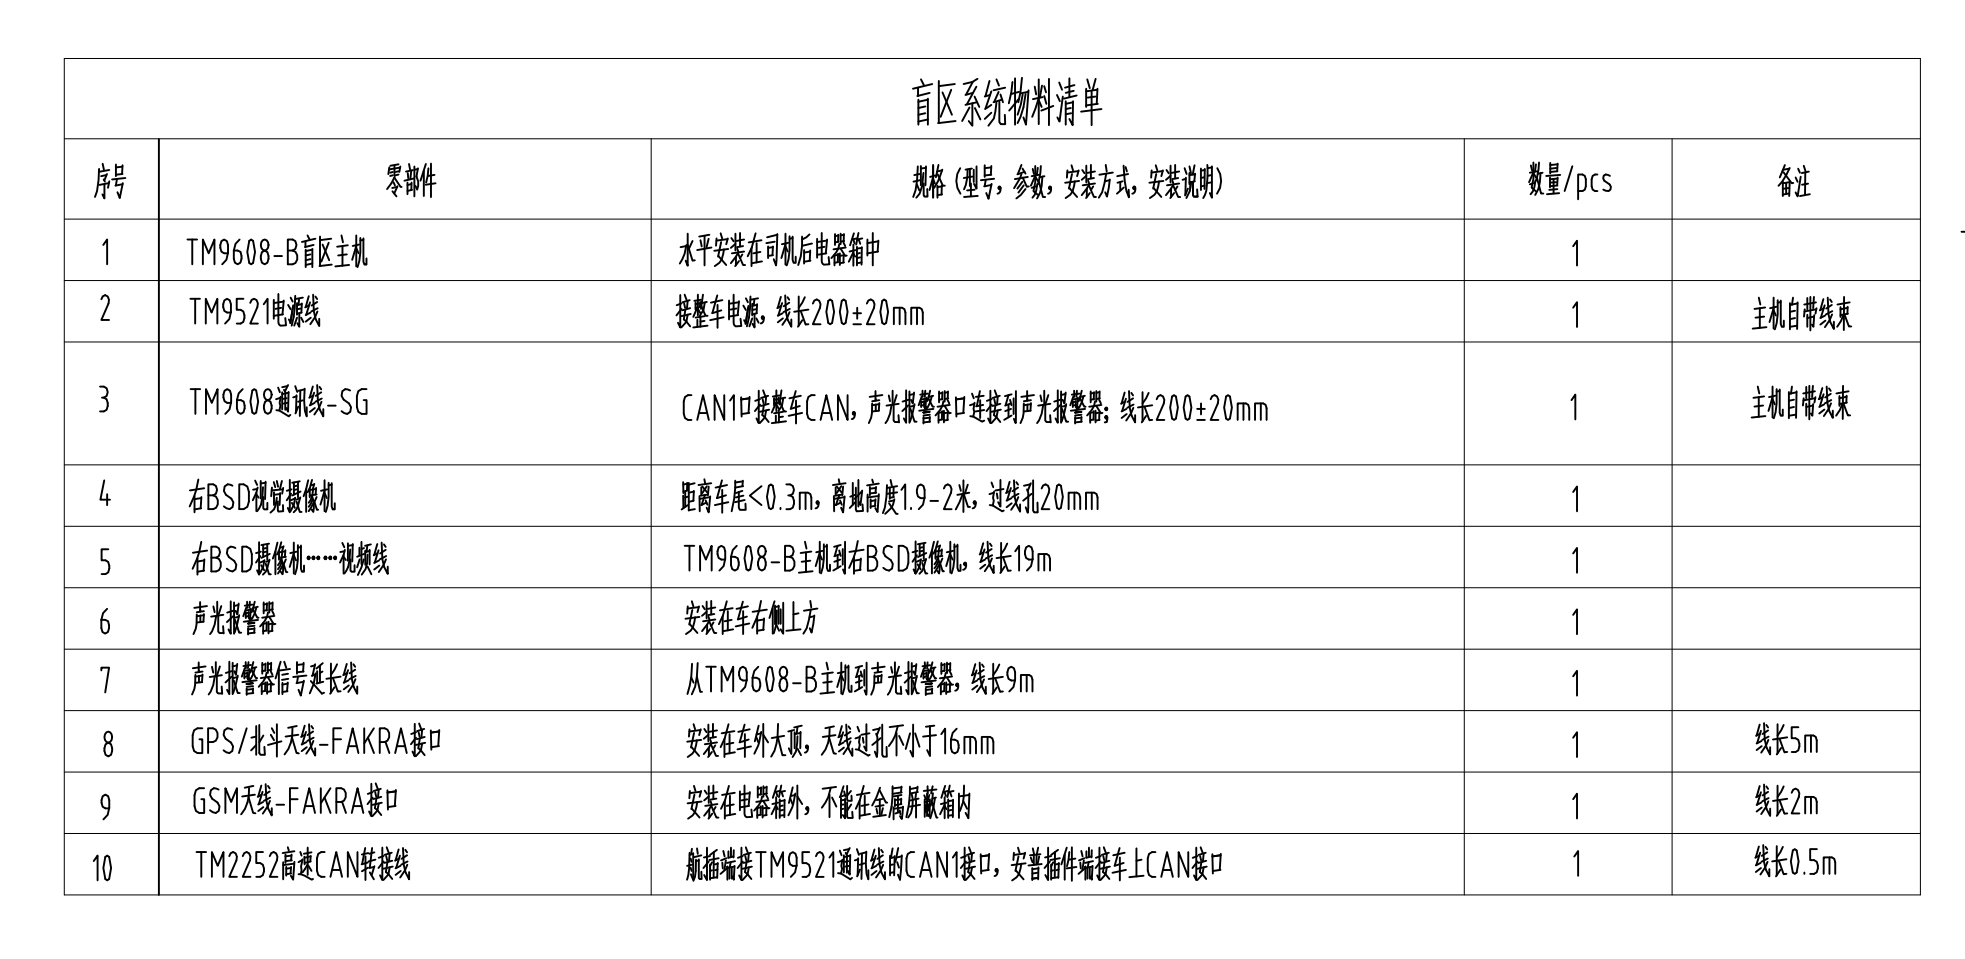 盲区系统物料清单
序号 零部件 规格（型号，参数，安装方式，安装说明） 数量/pcs 备注
1 TM9608-B盲区主机 水平安装在司机后电器箱中 1
2 TM9521电源线 接整车电源，线长200±20mm 1 主机自带线束
3 TM9608通讯线-SG CAN1口接整车CAN，声光报警器口连接到声光报警器；线长200±20mm 1 主机自带线束
4 右BSD视觉摄像机 距离车尾<0.3m，离地高度1.9-2米，过线孔20mm 1
5 右BSD摄像机……视频线 TM9608-B主机到右BSD摄像机，线长19m 1
6 声光报警器 安装在车右侧上方 1
7 声光报警器信号延长线 从TM9608-B主机到声光报警器，线长9m 1
8 GPS/北斗天线-FAKRA接口 安装在车外大顶，天线过孔不小于16mm 1 线长5m
9 GSM天线-FAKRA接口 安装在电器箱外，不能在金属屏蔽箱内 1 线长2m
10 TM2252高速CAN转接线 航插端接TM9521通讯线的CAN1接口，安普插件端接车上CAN接口 1 线长0.5m